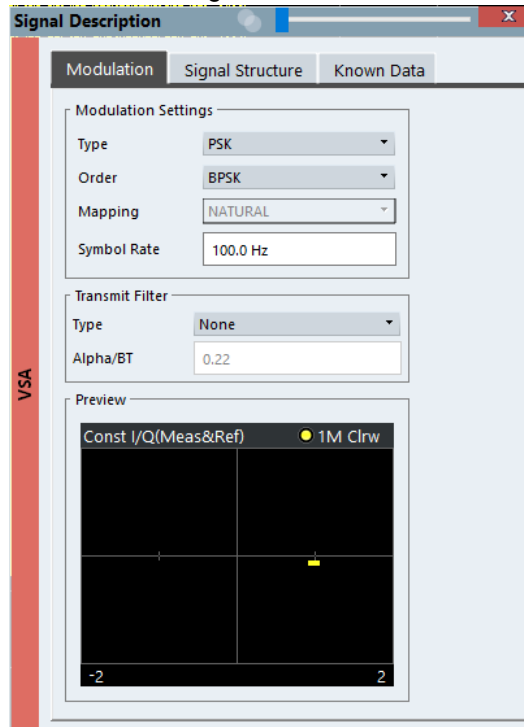 Signal Description
Modulation Signal Structure Known Data
Modulation Settings
Type PSK
Order BPSK
Mapping NATURAL
Symbol Rate 100.0 Hz
Transmit Filter
Type None
Alpha/BT 0.22
VSA
Preview
Const I/Q(Meas&Ref) 1M Clrw
-2 2